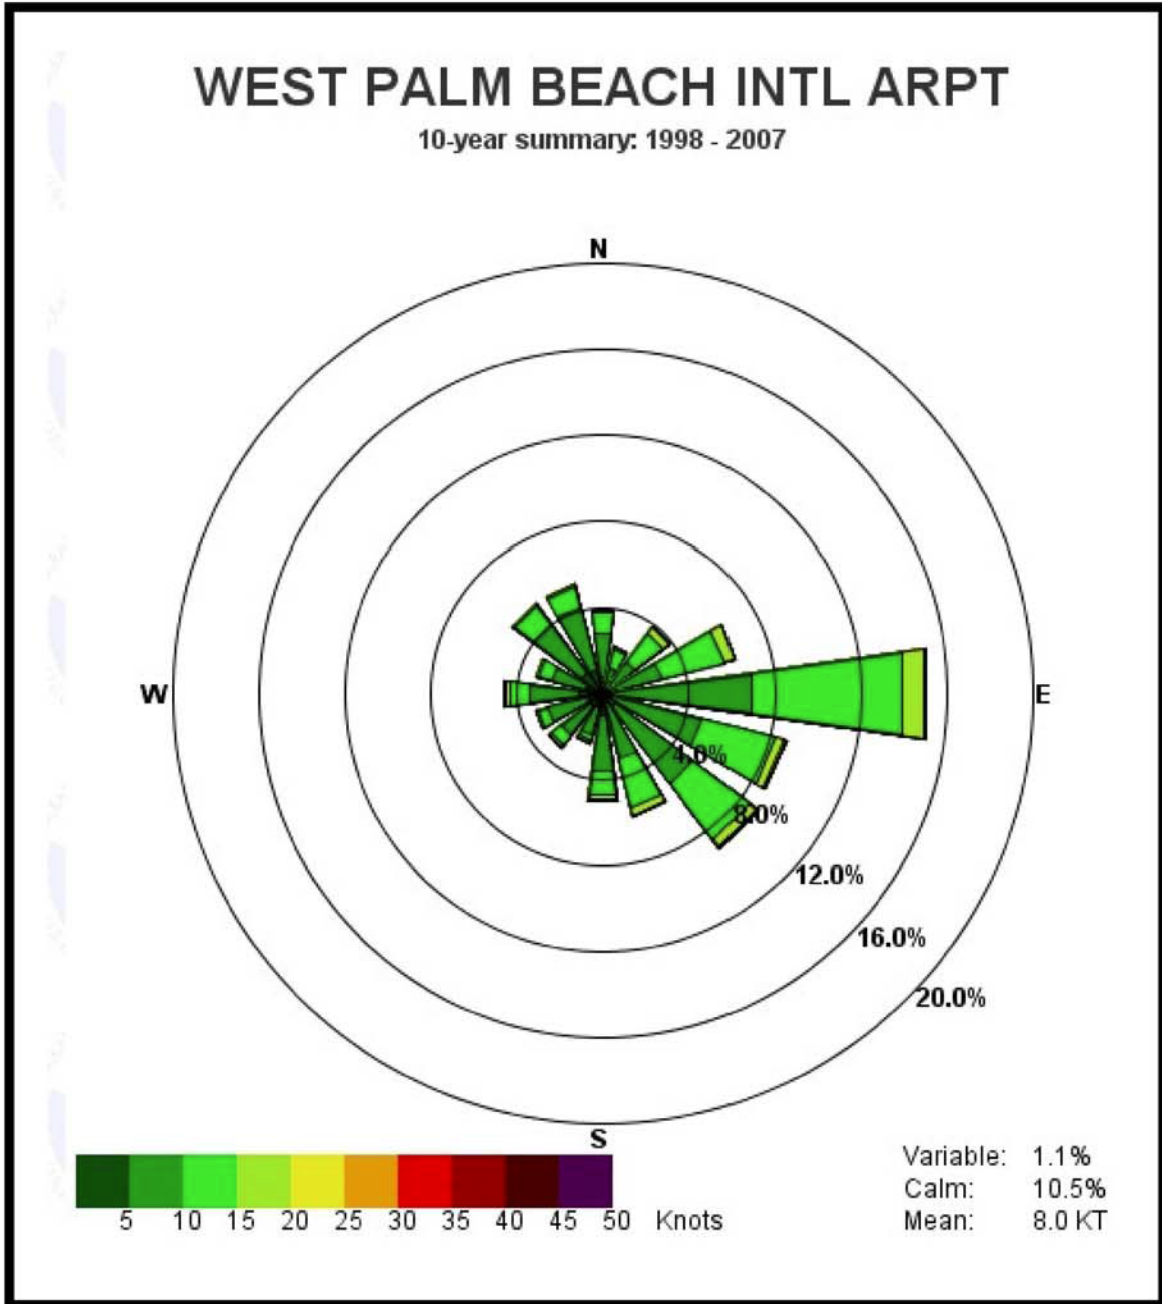 WEST PALM BEACH INTL ARPT
10-year summary: 1998 - 2007
N
W
E
4.0%
8.0%
12.0%
16.0%
20.0%
S
5 10 15 20 25 30 35 40 45 50 Knots
Variable: 1.1%
Calm: 10.5%
Mean: 8.0 KT